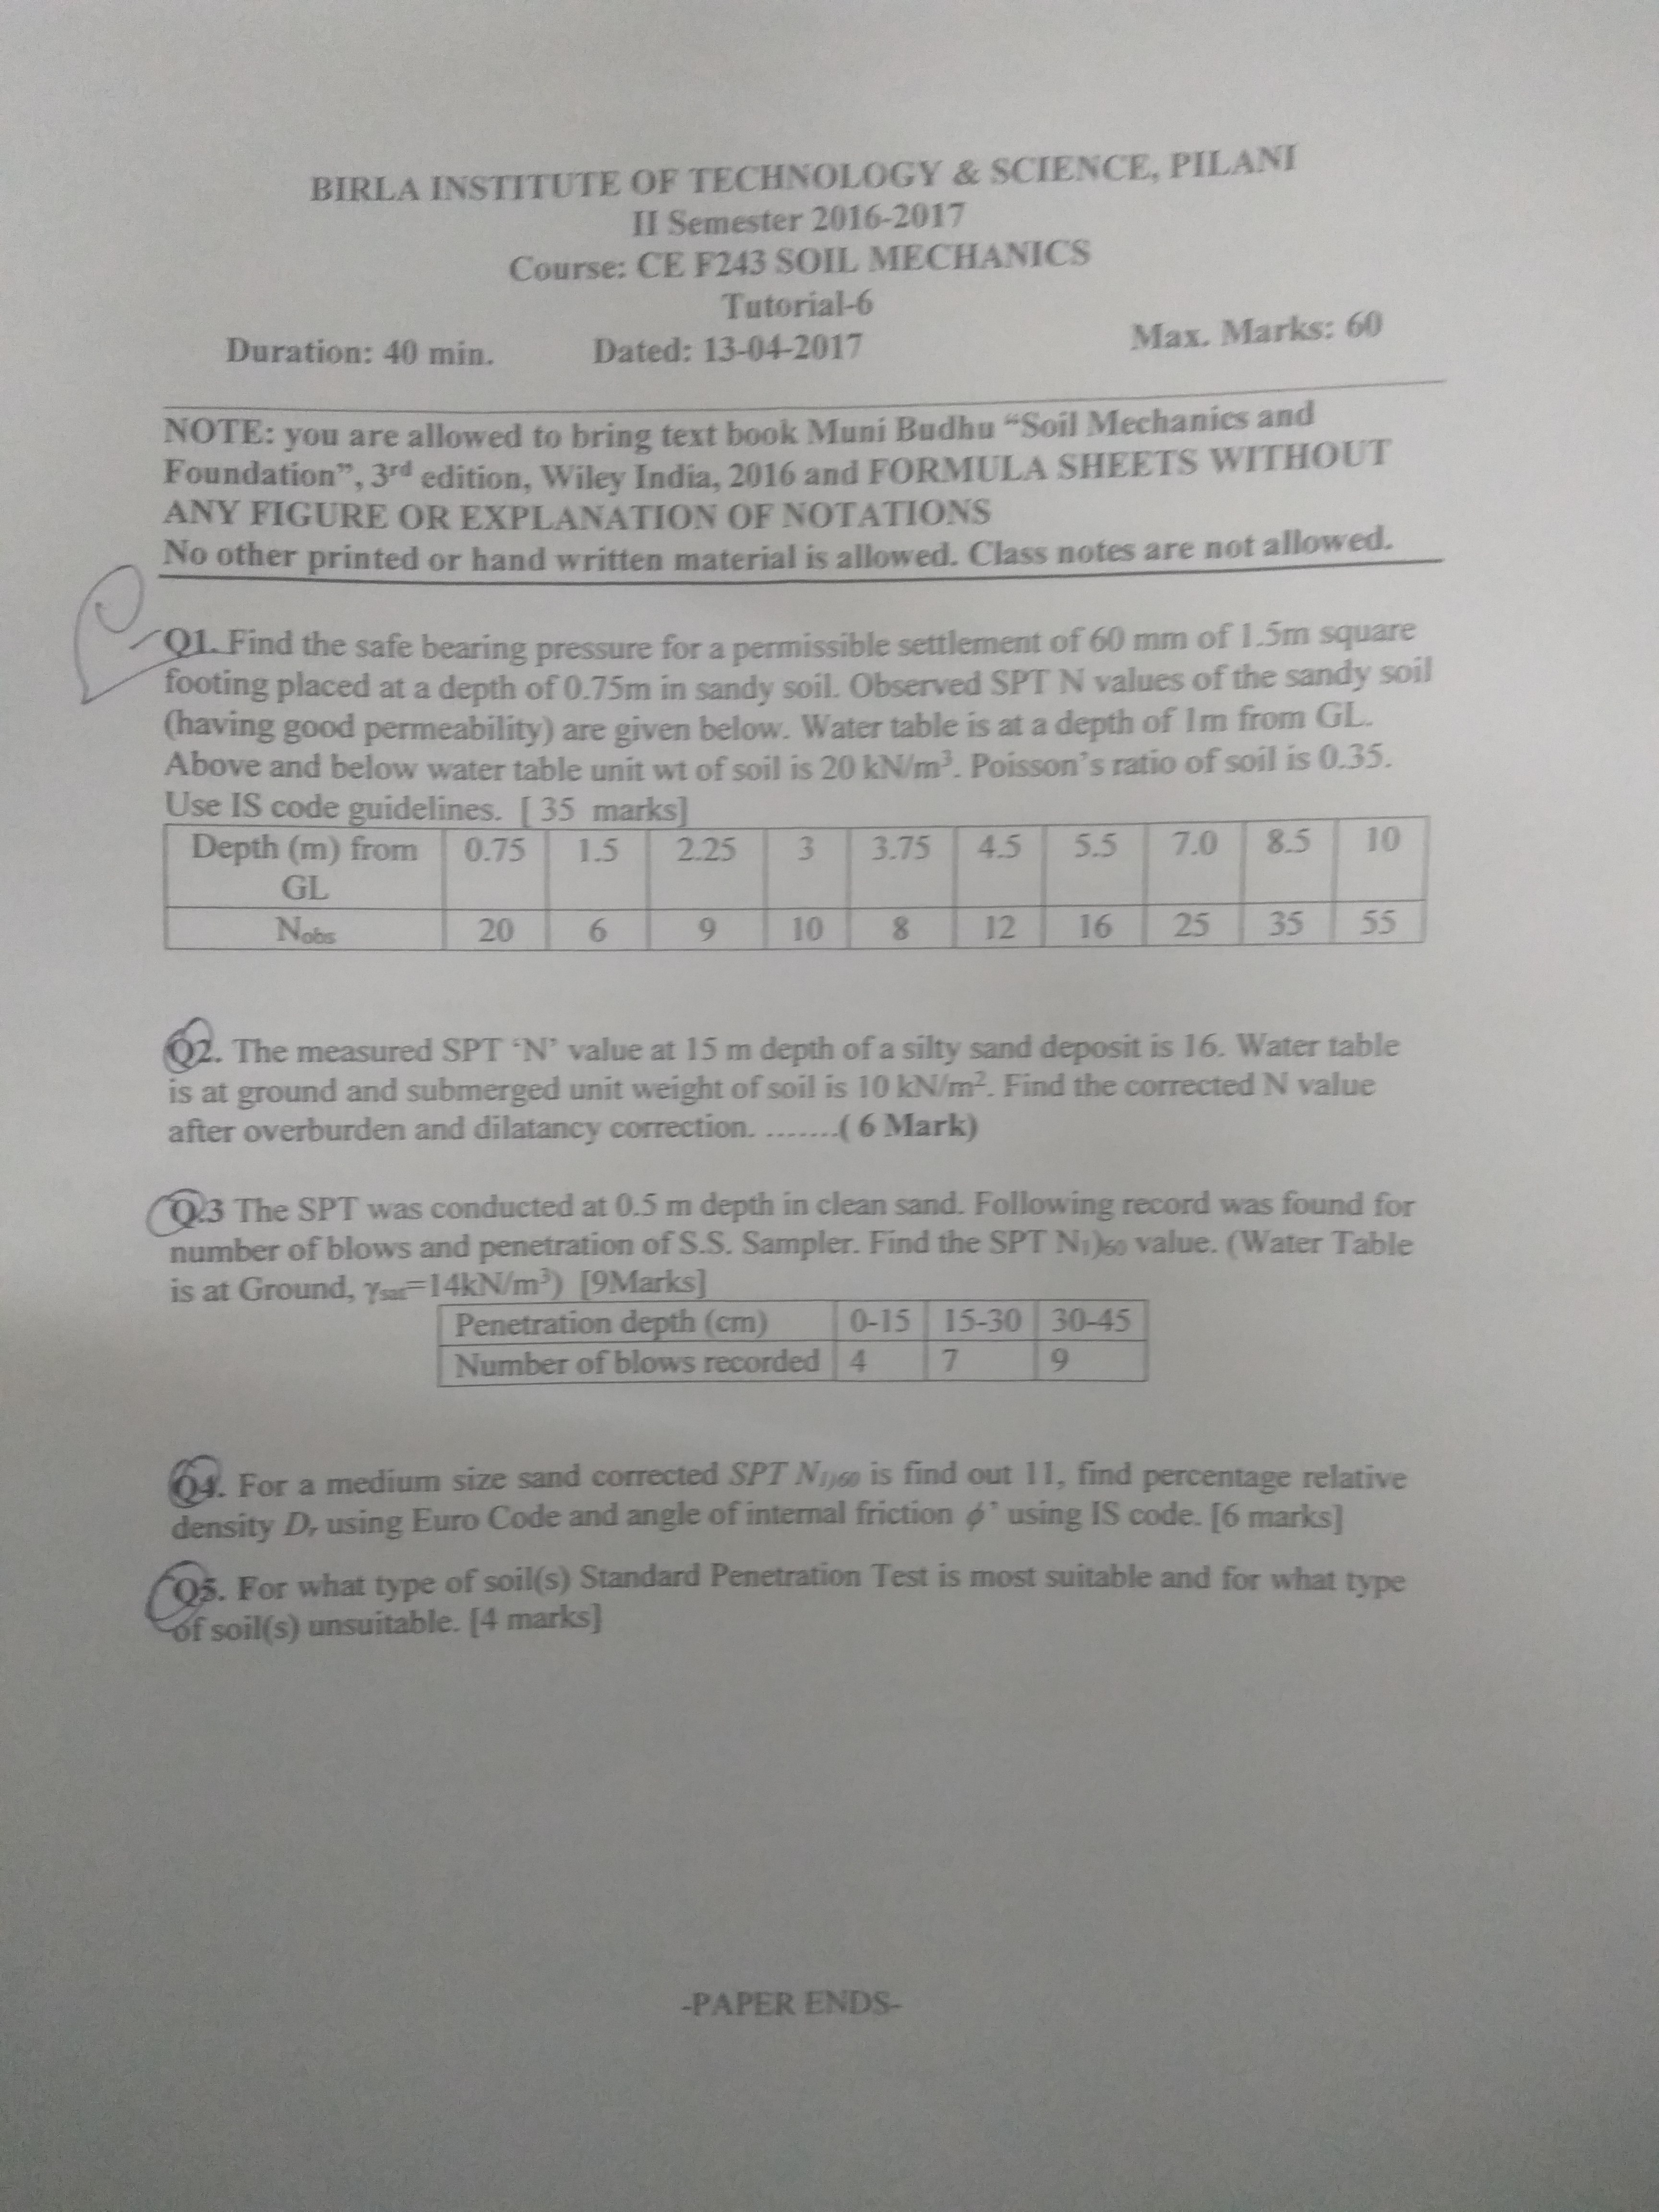 BIRLA INSTITUTE OF TECHNOLOGY & SCIENCE, PILANI
II Semester 2016-2017
Course: CE F243 SOIL MECHANICS
Tutorial-6
Duration: 40 min. Dated: 13-04-2017 Max. Marks: 60
NOTE: you are allowed to bring text book Muni Budhu “Soil Mechanics and
Foundation”, 3rd edition, Wiley India, 2016 and FORMULA SHEETS WITHOUT
ANY FIGURE OR EXPLANATION OF NOTATIONS
No other printed or hand written material is allowed. Class notes are not allowed.
Q1. Find the safe bearing pressure for a permissible settlement of 60 mm of 1.5m square
footing placed at a depth of 0.75m in sandy soil. Observed SPT N values of the sandy soil
(having good permeability) are given below. Water table is at a depth of 1m from GL.
Above and below water table unit wt of soil is 20 kN/m³. Poisson’s ratio of soil is 0.35.
Use IS code guidelines. [ 35 marks]
Depth (m) from 0.75 1.5 2.25 3 3.75 4.5 5.5 7.0 8.5 10
GL
Nobs 20 6 9 10 8 12 16 25 35 55
Q2. The measured SPT ‘N’ value at 15 m depth of a silty sand deposit is 16. Water table
is at ground and submerged unit weight of soil is 10 kN/m². Find the corrected N value
after overburden and dilatancy correction. .......( 6 Mark)
Q.3 The SPT was conducted at 0.5 m depth in clean sand. Following record was found for
number of blows and penetration of S.S. Sampler. Find the SPT N1)60 value. (Water Table
is at Ground, γsat=14kN/m³) [9Marks]
Penetration depth (cm) 0-15 15-30 30-45
Number of blows recorded 4 7 9
Q4. For a medium size sand corrected SPT N1)60 is find out 11, find percentage relative
density Dr using Euro Code and angle of internal friction ϕ’ using IS code. [6 marks]
Q5. For what type of soil(s) Standard Penetration Test is most suitable and for what type
of soil(s) unsuitable. [4 marks]
-PAPER ENDS-